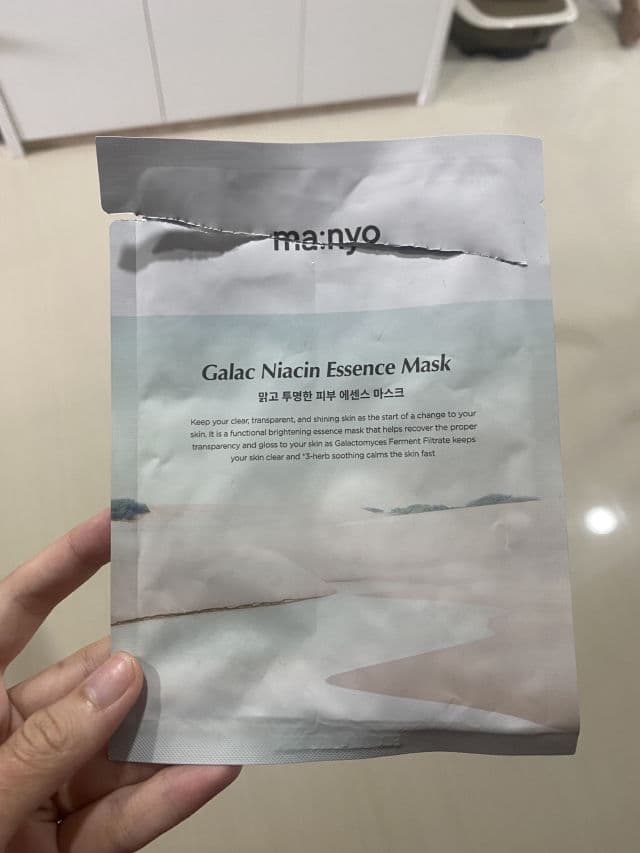 ma:nyo
Galac Niacin Essence Mask
맑고 투명한 피부 에센스 마스크
Keep your clear, transparent, and shining skin as the start of a change to your
skin. It is a functional brightening essence mask that helps recover the proper
transparency and gloss to your skin as Galactomyces Ferment Filtrate keeps
your skin clear and *3-herb soothing calms the skin fast